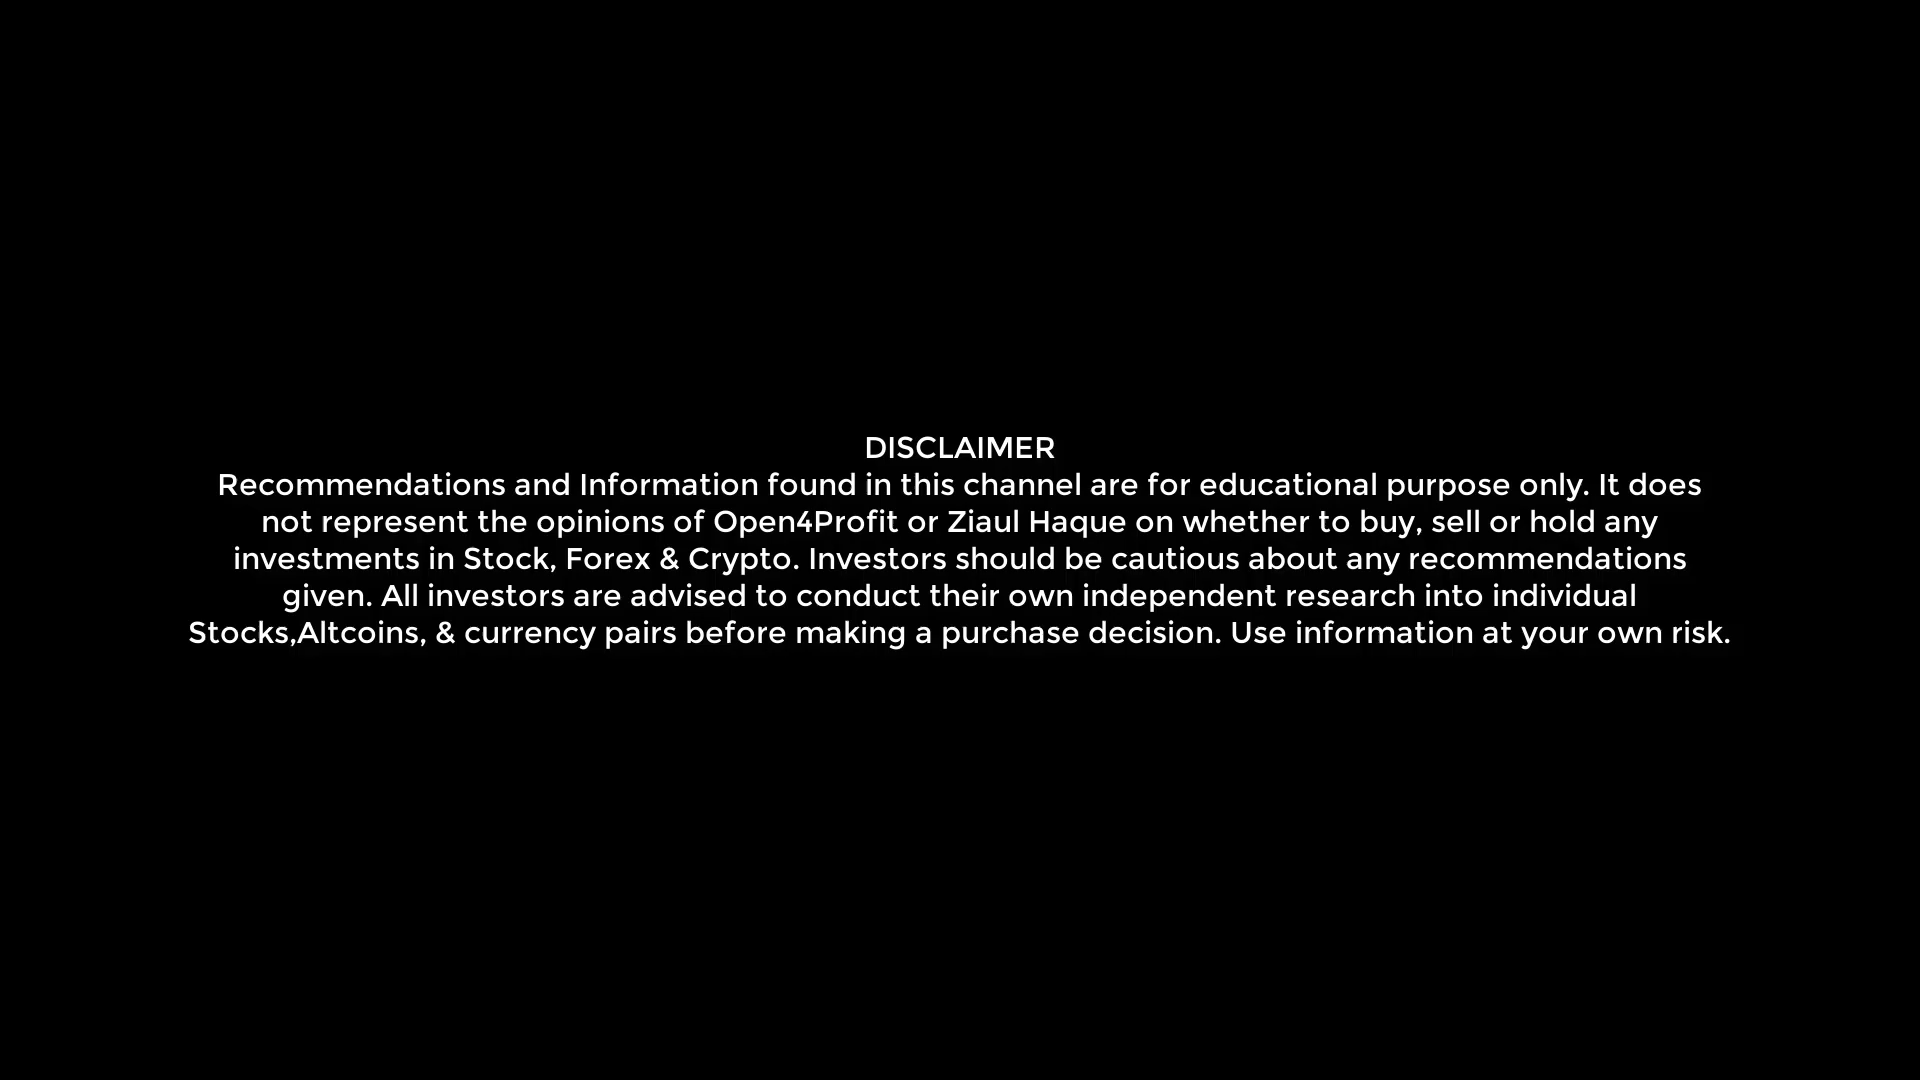 DISCLAIMER
Recommendations and Information found in this channel are for educational purpose only. It does
not represent the opinions of Open4Profit or Ziaul Haque on whether to buy, sell or hold any
investments in Stock, Forex & Crypto. Investors should be cautious about any recommendations
given. All investors are advised to conduct their own independent research into individual
Stocks,Altcoins, & currency pairs before making a purchase decision. Use information at your own risk.